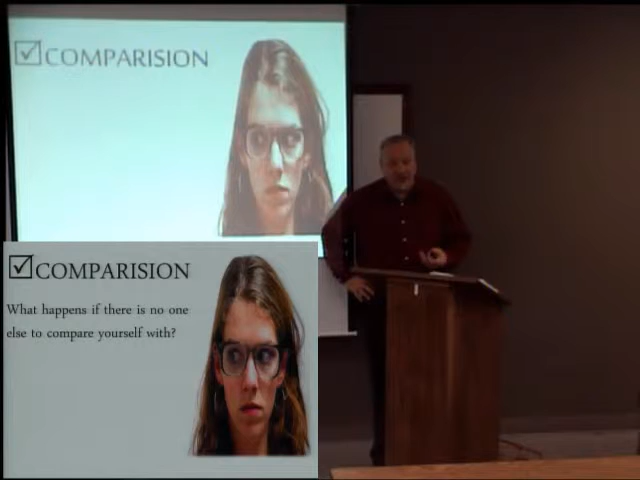 ☑COMPARISION
☑COMPARISION
What happens if there is no one
else to compare yourself with?